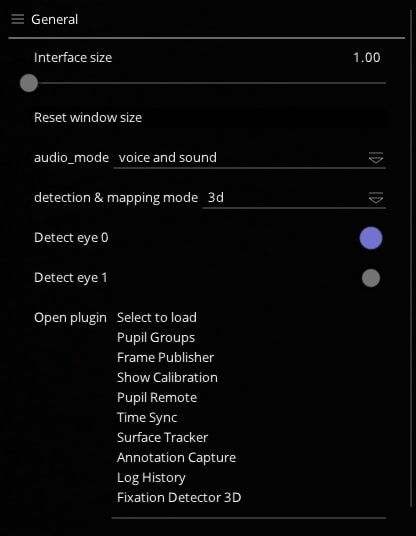 General
Interface size 1.00
Reset window size
audio_mode voice and sound
detection & mapping mode 3d
Detect eye 0
Detect eye 1
Open plugin Select to load
Pupil Groups
Frame Publisher
Show Calibration
Pupil Remote
Time Sync
Surface Tracker
Annotation Capture
Log History
Fixation Detector 3D